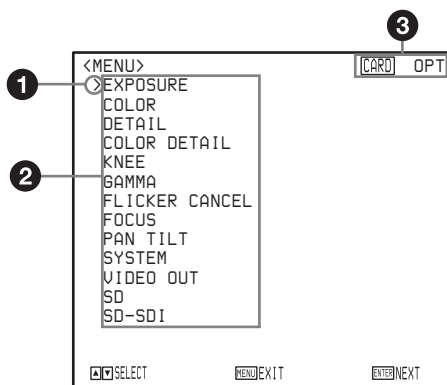 3
<MENU> CARD OPT
1 >EXPOSURE
COLOR
DETAIL
COLOR DETAIL
KNEE
2 GAMMA
FLICKER CANCEL
FOCUS
PAN TILT
SYSTEM
VIDEO OUT
SD
SD-SDI
▲▼SELECT MENU EXIT ENTER NEXT